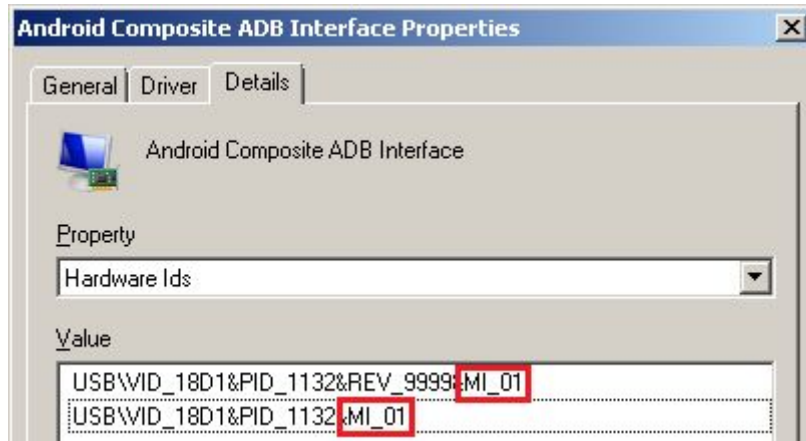 Android Composite ADB Interface Properties
General Driver Details
Android Composite ADB Interface
Property
Hardware Ids
Value
USB\VID_18D1&PID_1132&REV_9999&MI_01
USB\VID_18D1&PID_1132&MI_01